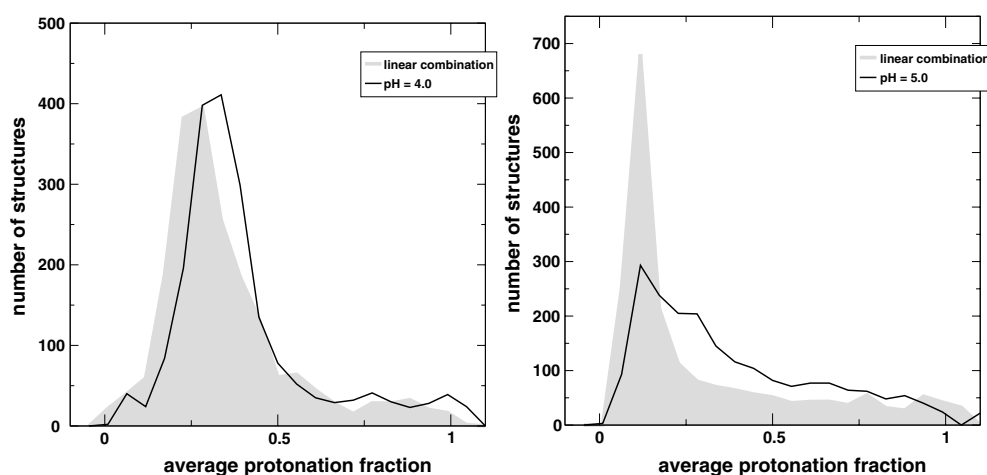 500
400
300
200
100
0
number of structures
linear combination
pH = 4.0
0
0.5
1
average protonation fraction
700
600
500
400
300
200
100
0
number of structures
linear combination
pH = 5.0
0
0.5
1
average protonation fraction